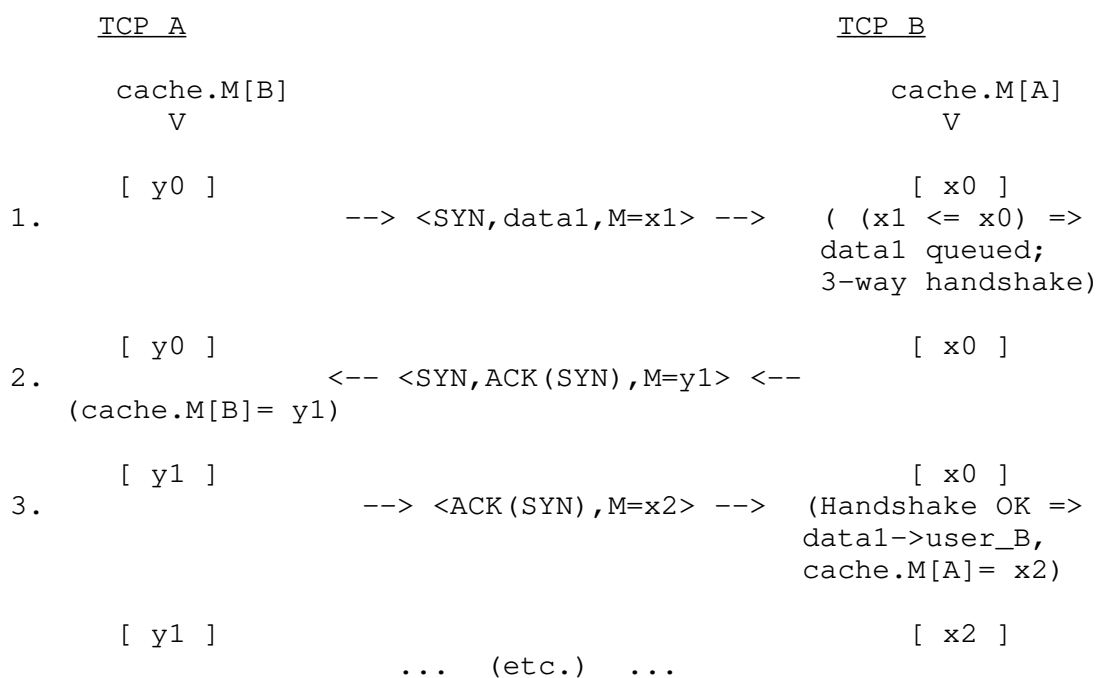 TCP A TCP B
cache.M[B] cache.M[A]
V V
[ y0 ] [ x0 ]
1. --> <SYN,data1,M=x1> --> ( (x1 <= x0) =>
data1 queued;
3-way handshake)
[ y0 ] [ x0 ]
2. <-- <SYN,ACK(SYN),M=y1> <--
(cache.M[B]= y1)
[ y1 ] [ x0 ]
3. --> <ACK(SYN),M=x2> --> (Handshake OK =>
data1->user_B,
cache.M[A]= x2)
[ y1 ] [ x2 ]
... (etc.) ...